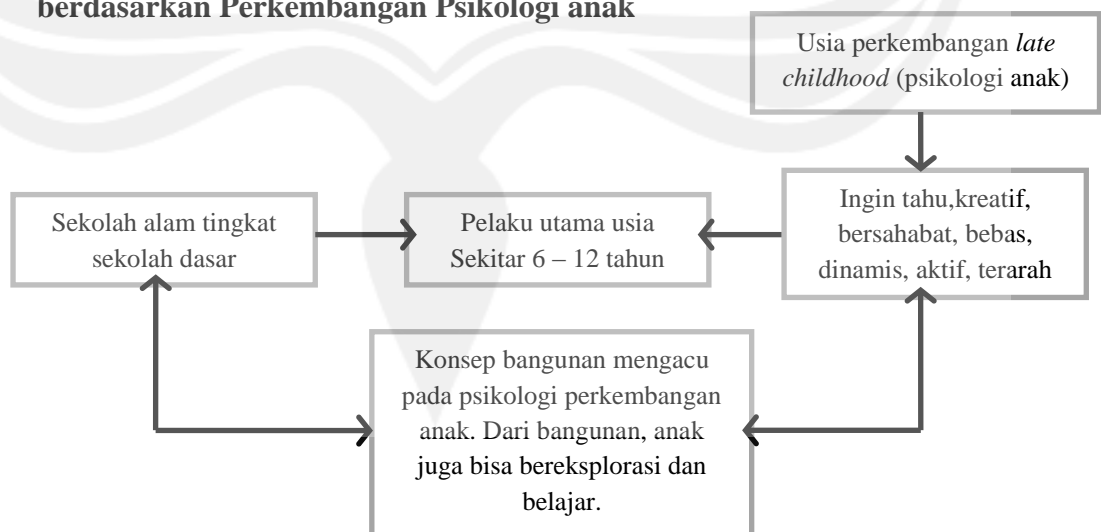 berdasarkan Perkembangan Psikologi anak
Usia perkembangan late
childhood (psikologi anak)
Sekolah alam tingkat
sekolah dasar
Pelaku utama usia
Sekitar 6 – 12 tahun
Ingin tahu,kreatif,
bersahabat, bebas,
dinamis, aktif, terarah
Konsep bangunan mengacu
pada psikologi perkembangan
anak. Dari bangunan, anak
juga bisa bereksplorasi dan
belajar.